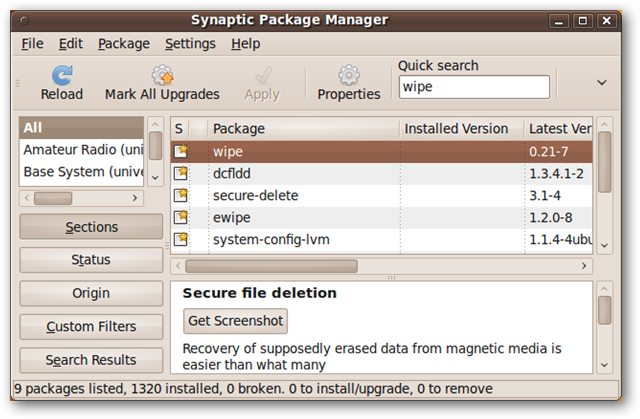 Synaptic Package Manager
File Edit Package Settings Help
Reload Mark All Upgrades Apply Properties Quick search
wipe
All
Amateur Radio (uni
Base System (unive
Sections
Status
Origin
Custom Filters
Search Results
S Package Installed Version Latest Ver
wipe 0.21-7
dcfldd 1.3.4.1-2
secure-delete 3.1-4
ewipe 1.2.0-8
system-config-lvm 1.1.4-4ubu
Secure file deletion
Get Screenshot
Recovery of supposedly erased data from magnetic media is
easier than what many
9 packages listed, 1320 installed, 0 broken. 0 to install/upgrade, 0 to remove